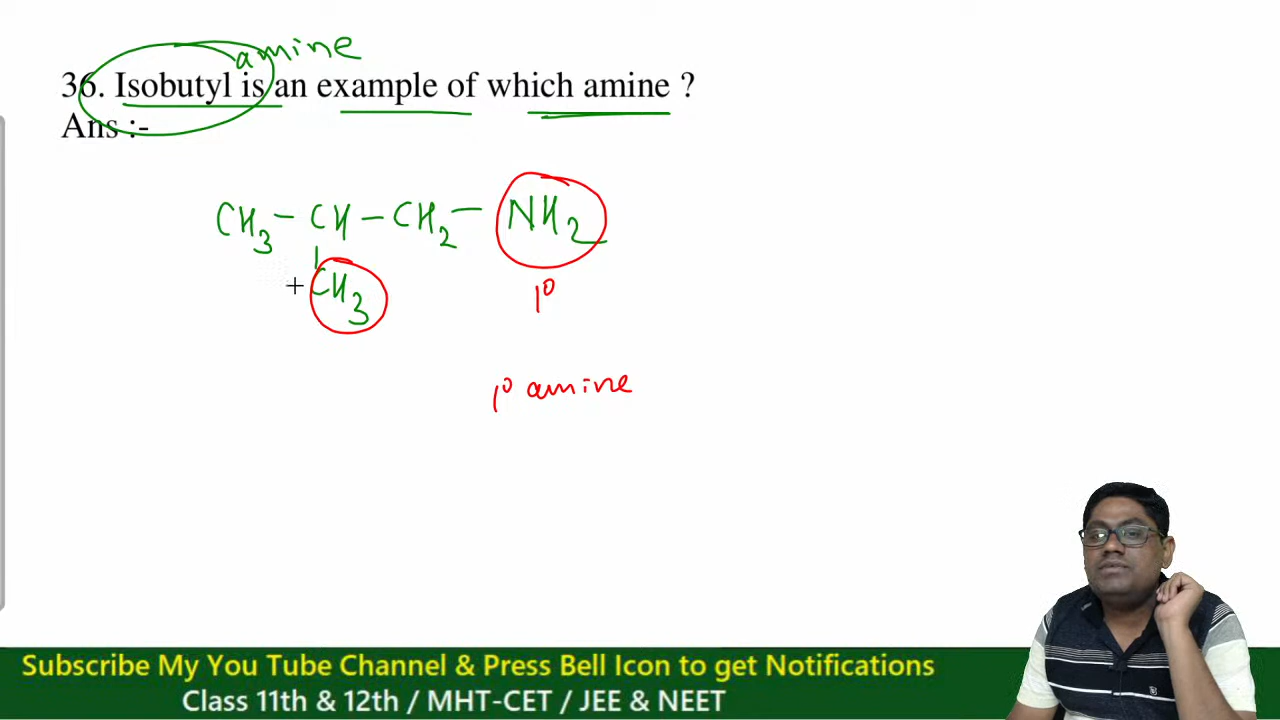 amine
36. Isobutyl is an example of which amine ?
Ans :-
CH3 – CH – CH2 – NH2
CH3
1°
1° amine
Subscribe My You Tube Channel & Press Bell Icon to get Notifications
Class 11th & 12th / MHT-CET / JEE & NEET